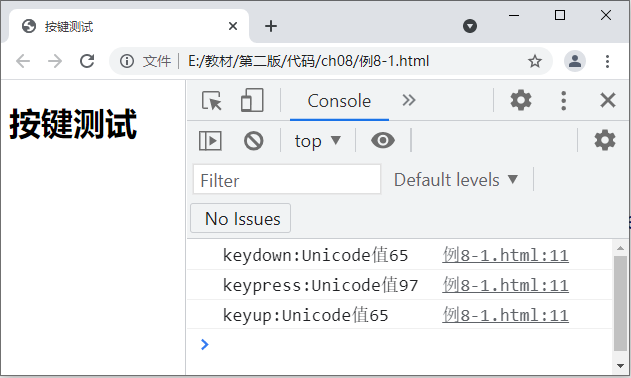 按键测试
文件 | E:/教材/第二版/代码/ch08/例8-1.html
按键测试
Console
top
Filter
Default levels
No Issues
keydown:Unicode值65 例8-1.html:11
keypress:Unicode值97 例8-1.html:11
keyup:Unicode值65 例8-1.html:11